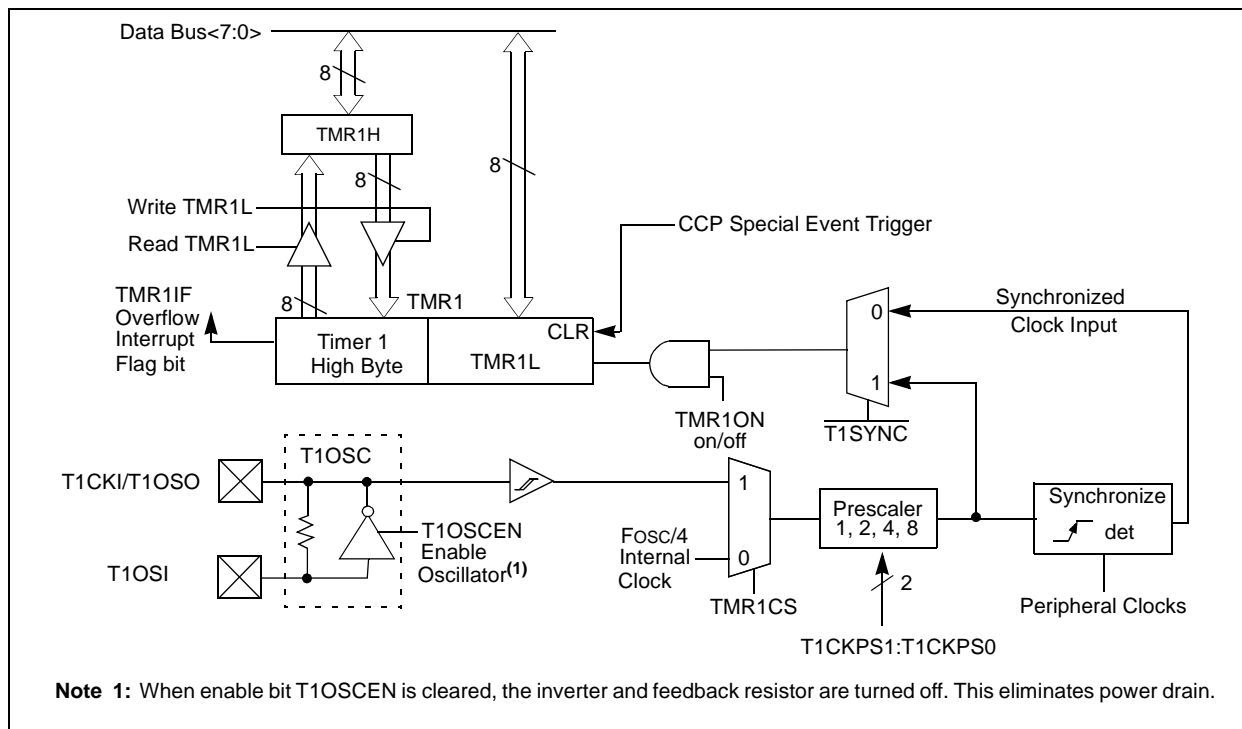 Data Bus<7:0>
8
TMR1H
8
8
Write TMR1L
CCP Special Event Trigger
Read TMR1L
TMR1IF
Overflow
Interrupt
Flag bit
8
TMR1
Timer 1
High Byte
TMR1L
CLR
TMR1ON
on/off
0
1
T1SYNC
Synchronized
Clock Input
T1OSC
T1CKI/T1OSO
T1OSI
T1OSCEN
Enable
Oscillator(1)
FOSC/4
Internal
Clock
1
0
TMR1CS
Prescaler
1, 2, 4, 8
2
T1CKPS1:T1CKPS0
Synchronize
det
Peripheral Clocks
Note 1: When enable bit T1OSCEN is cleared, the inverter and feedback resistor are turned off. This eliminates power drain.